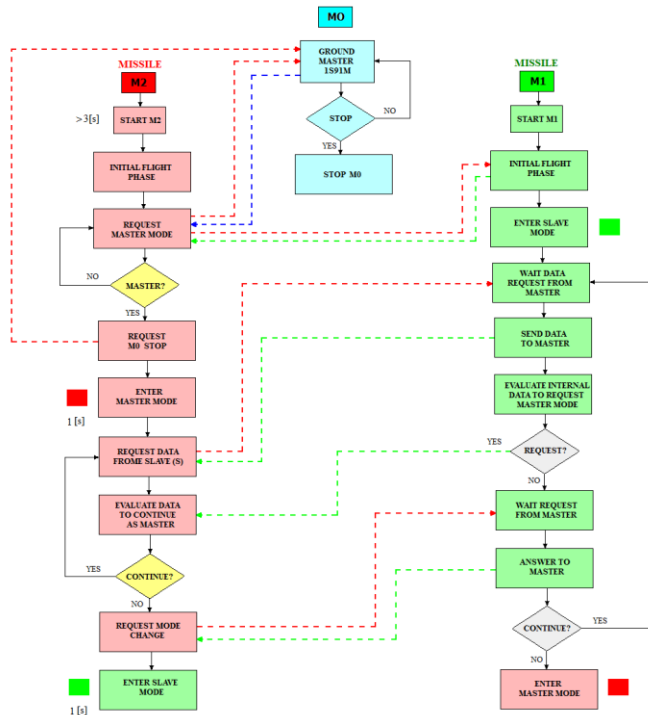 MO
GROUND
MASTER
1S91M
STOP
NO
YES
STOP M0
MISSILE
M2
>3[s]
START M2
INITIAL FLIGHT
PHASE
REQUEST
MASTER MODE
NO
MASTER?
YES
REQUEST
M0 STOP
ENTER
MASTER MODE
1 [s]
REQUEST DATA
FROME SLAVE (S)
EVALUATE DATA
TO CONTINUE
AS MASTER
YES
CONTINUE?
NO
REQUEST MODE
CHANGE
ENTER SLAVE
MODE
1 [s]
MISSILE
M1
START M1
INITIAL FLIGHT
PHASE
ENTER SLAVE
MODE
WAIT DATA
REQUEST FROM
MASTER
SEND DATA
TO MASTER
EVALUATE INTERNAL
DATA TO REQUEST
MASTER MODE
YES
REQUEST?
NO
WAIT REQUEST
FROM MASTER
ANSWER TO
MASTER
YES
CONTINUE?
NO
ENTER
MASTER MODE